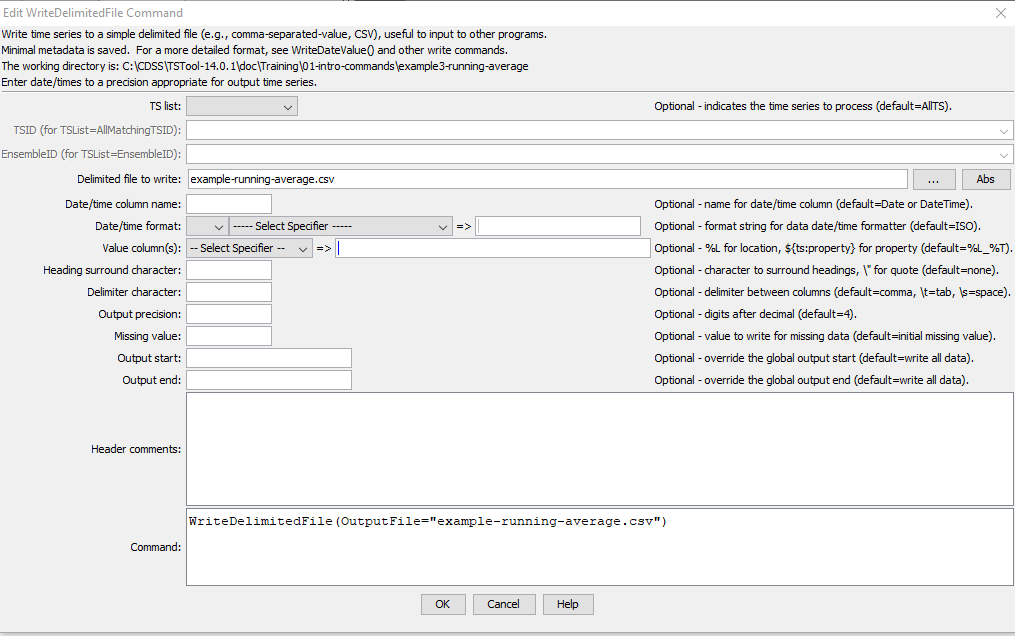 Edit WriteDelimitedFile Command
Write time series to a simple delimited file (e.g., comma-separated-value, CSV), useful to input to other programs.
Minimal metadata is saved.  For a more detailed format, see WriteDateValue() and other write commands.
The working directory is: C:\CDSS\TSTool-14.0.1\doc\Training\01-intro-commands\example3-running-average
Enter date/times to a precision appropriate for output time series.
TS list: Optional - indicates the time series to process (default=AllTS).
TSID (for TSList=AllMatchingTSID):
EnsembleID (for TSList=EnsembleID):
Delimited file to write: example-running-average.csv ... Abs
Date/time column name: Optional - name for date/time column (default=Date or DateTime).
Date/time format: ----- Select Specifier ----- => Optional - format string for data date/time formatter (default=ISO).
Value column(s): -- Select Specifier -- => Optional - %L for location, ${ts:property} for property (default=%L_%T).
Heading surround character: Optional - character to surround headings, \" for quote (default=none).
Delimiter character: Optional - delimiter between columns (default=comma, \t=tab, \s=space).
Output precision: Optional - digits after decimal (default=4).
Missing value: Optional - value to write for missing data (default=initial missing value).
Output start: Optional - override the global output start (default=write all data).
Output end: Optional - override the global output end (default=write all data).
Header comments:
Command: WriteDelimitedFile(OutputFile="example-running-average.csv")
OK Cancel Help